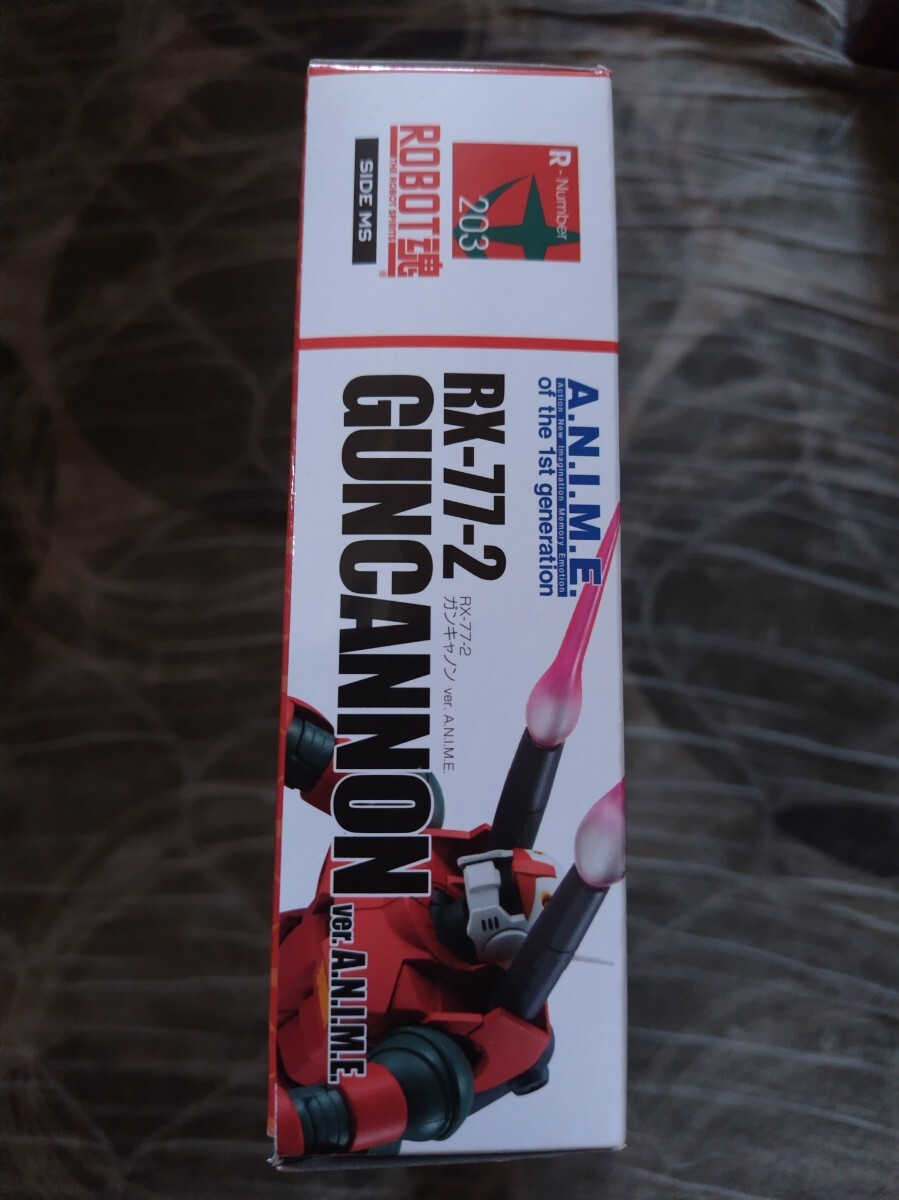 R-Number
203
ROBOT魂
THE ROBOT SPIRITS
®
SIDE MS
A.N.I.M.E.
Action New Imagination Memory Emotion
of the 1st generation
RX-77-2
RX-77-2
ガンキャノン ver. A.N.I.M.E.
GUNCANNON ver. A.N.I.M.E.